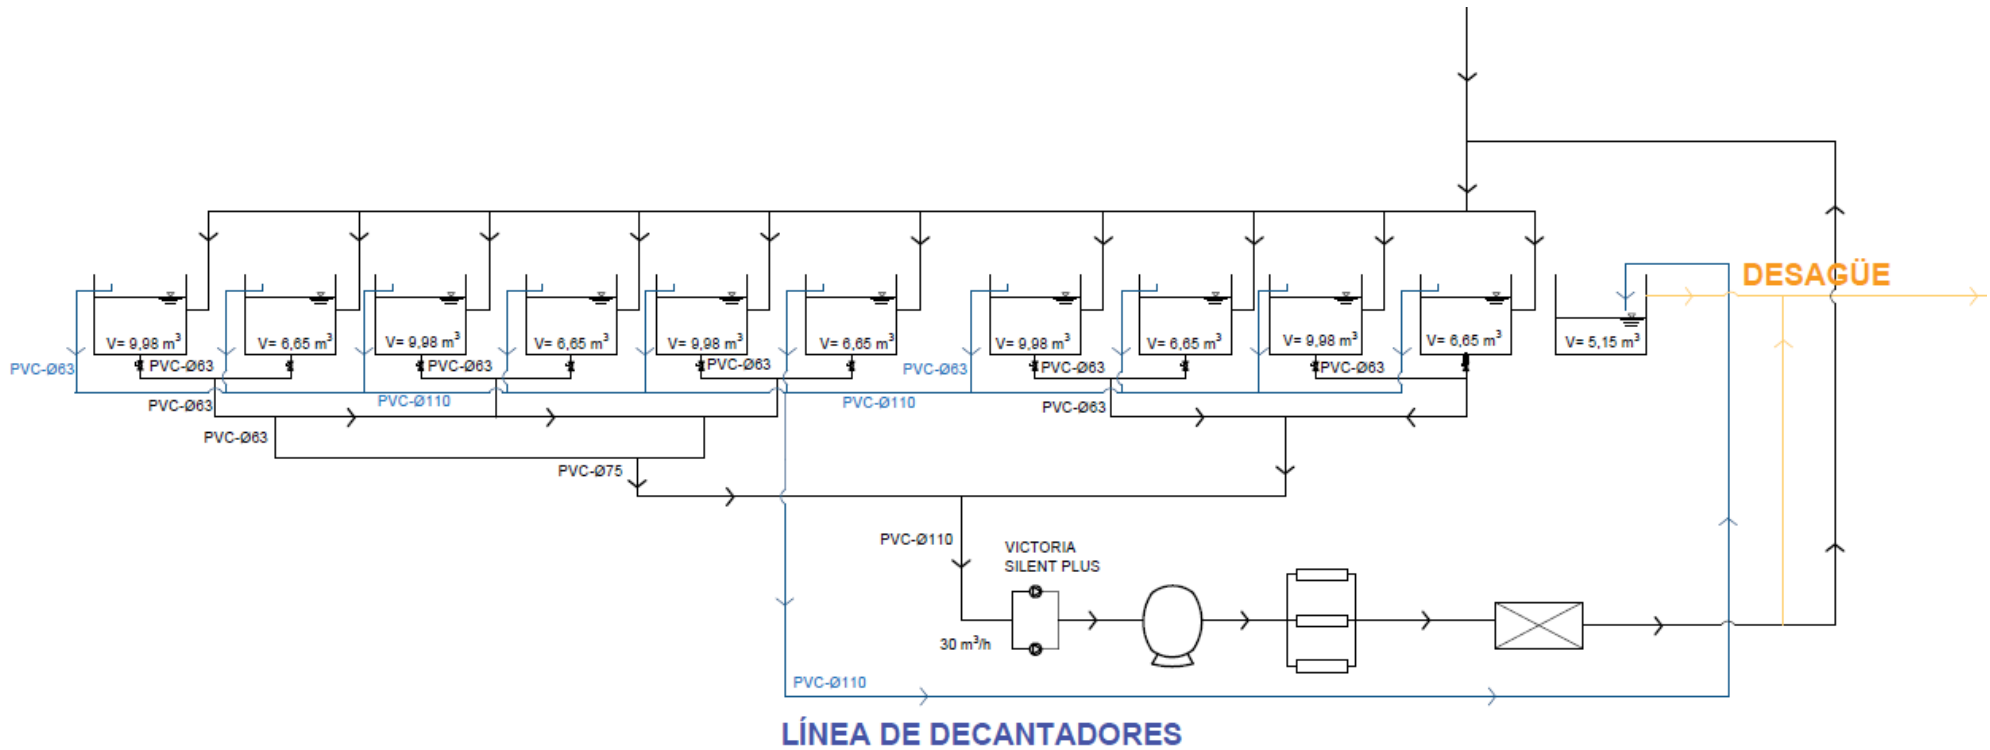 DESAGÜE
V= 9,98 m³
V= 6,65 m³
V= 9,98 m³
V= 6,65 m³
V= 9,98 m³
V= 6,65 m³
V= 9,98 m³
V= 6,65 m³
V= 9,98 m³
V= 6,65 m³
V= 5,15 m³
PVC-Ø63
PVC-Ø63
PVC-Ø63
PVC-Ø63
PVC-Ø63
PVC-Ø63
PVC-Ø63
PVC-Ø63
PVC-Ø110
PVC-Ø110
PVC-Ø63
PVC-Ø63
PVC-Ø75
PVC-Ø110
VICTORIA
SILENT PLUS
30 m³/h
PVC-Ø110
LÍNEA DE DECANTADORES